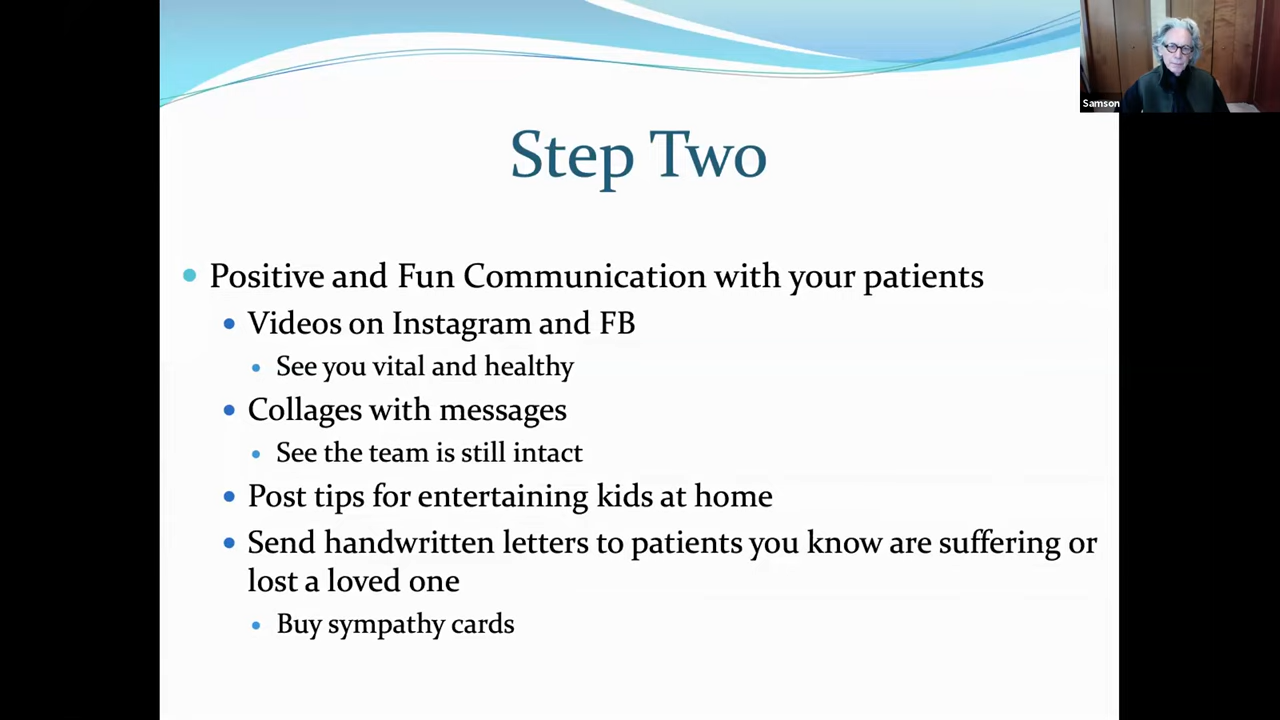 Samson
Step Two
Positive and Fun Communication with your patients
Videos on Instagram and FB
See you vital and healthy
Collages with messages
See the team is still intact
Post tips for entertaining kids at home
Send handwritten letters to patients you know are suffering or
lost a loved one
Buy sympathy cards